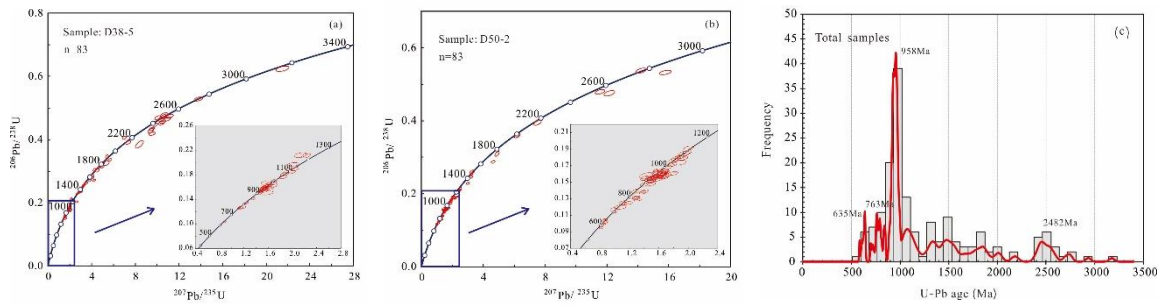 (a)
Sample: D38-5
n 83
0.8
0.6
0.4
0.2
0.0
0 4 8 12 16 20 24 28
²⁰⁶Pb/²³⁸U
²⁰⁷Pb/²³⁵U
1000
1400
1800
2200
2600
3000
3400
0.26
0.22
0.18
0.14
0.10
0.06
0.4 0.8 1.2 1.6 2.0 2.4 2.8
500
700
900
1100
1300
(b)
Sample: D50-2
n=83
0.6
0.4
0.2
0.0
0 4 8 12 16 20
²⁰⁶Pb/²³⁸U
²⁰⁷Pb/²³⁵U
1000
1400
1800
2200
2600
3000
0.21
0.19
0.17
0.15
0.13
0.11
0.09
0.07
0.4 0.8 1.2 1.6 2.0 2.4
600
800
1000
1200
(c)
Total samples
50
45
40
35
30
25
20
15
10
5
0
0 500 1000 1500 2000 2500 3000 3500
Frequency
U-Pb age (Ma)
958Ma
635Ma
763Ma
2482Ma